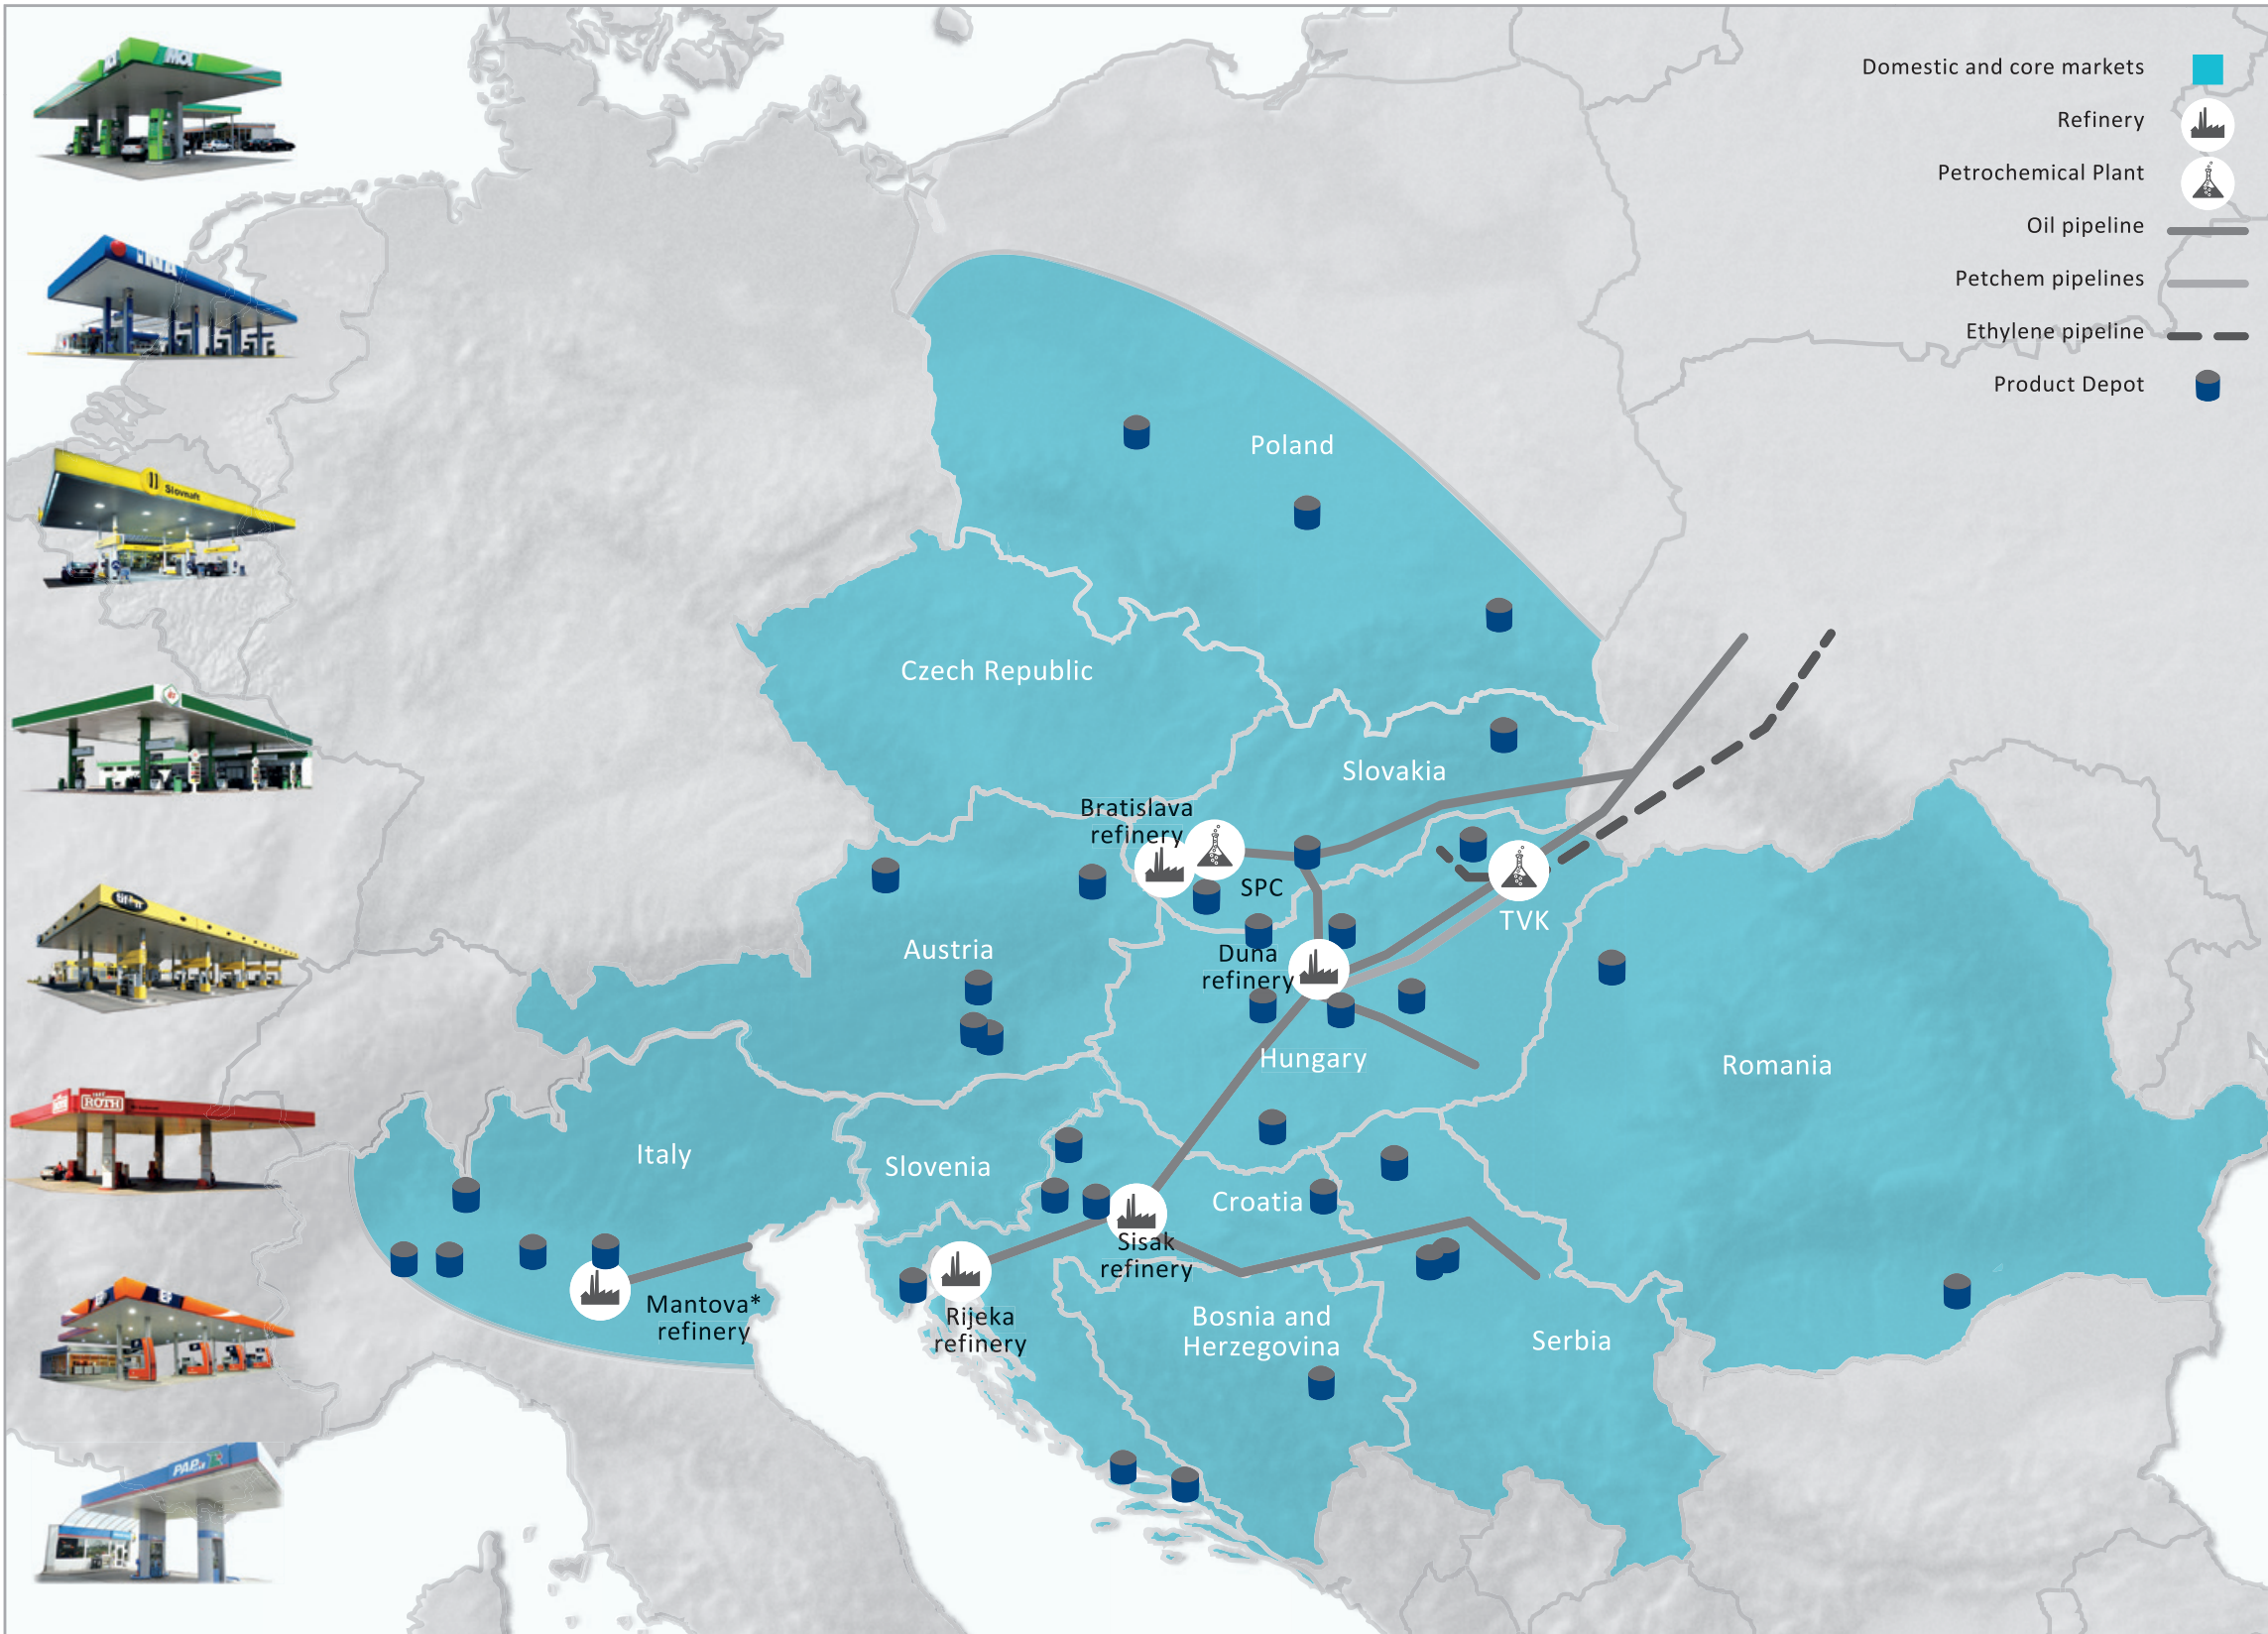 MOL
INA
Slovnaft
tifon
ROTH
PAP
Domestic and core markets
Refinery
Petrochemical Plant
Oil pipeline
Petchem pipelines
Ethylene pipeline
Product Depot
Poland
Czech Republic
Slovakia
Bratislava
refinery
SPC
TVK
Austria
Duna
refinery
Hungary
Romania
Italy
Slovenia
Croatia
Sisak
refinery
Mantova*
refinery
Rijeka
refinery
Bosnia and
Herzegovina
Serbia